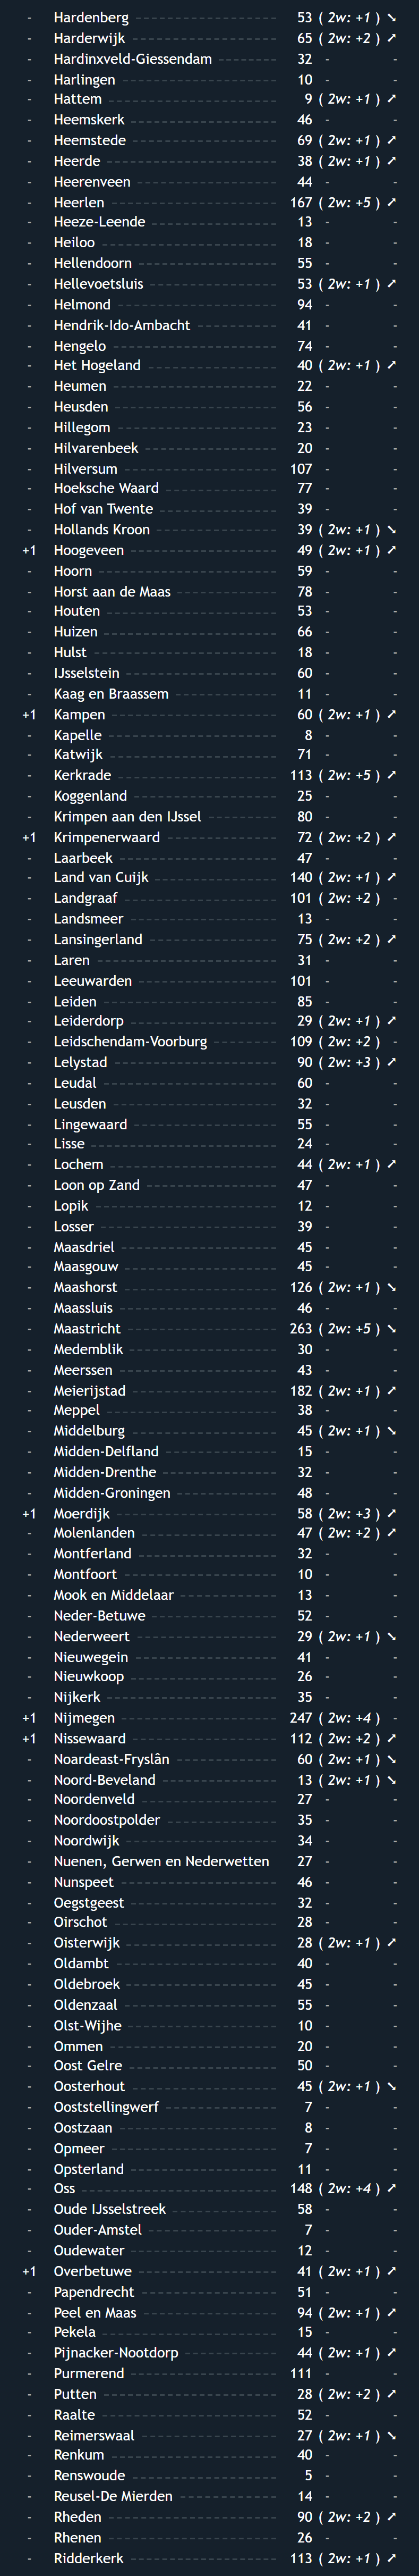 - Hardenberg 53 ( 2w: +1 ) ➘
- Harderwijk 65 ( 2w: +2 ) ➚
- Hardinxveld-Giessendam 32 - -
- Harlingen 10 - -
- Hattem 9 ( 2w: +1 ) ➚
- Heemskerk 46 - -
- Heemstede 69 ( 2w: +1 ) ➚
- Heerde 38 ( 2w: +1 ) ➚
- Heerenveen 44 - -
- Heerlen 167 ( 2w: +5 ) ➚
- Heeze-Leende 13 - -
- Heiloo 18 - -
- Hellendoorn 55 - -
- Hellevoetsluis 53 ( 2w: +1 ) ➚
- Helmond 94 - -
- Hendrik-Ido-Ambacht 41 - -
- Hengelo 74 - -
- Het Hogeland 40 ( 2w: +1 ) ➚
- Heumen 22 - -
- Heusden 56 - -
- Hillegom 23 - -
- Hilvarenbeek 20 - -
- Hilversum 107 - -
- Hoeksche Waard 77 - -
- Hof van Twente 39 - -
- Hollands Kroon 39 ( 2w: +1 ) ➘
+1 Hoogeveen 49 ( 2w: +1 ) ➚
- Hoorn 59 - -
- Horst aan de Maas 78 - -
- Houten 53 - -
- Huizen 66 - -
- Hulst 18 - -
- IJsselstein 60 - -
- Kaag en Braassem 11 - -
+1 Kampen 60 ( 2w: +1 ) ➚
- Kapelle 8 - -
- Katwijk 71 - -
- Kerkrade 113 ( 2w: +5 ) ➚
- Koggenland 25 - -
- Krimpen aan den IJssel 80 - -
+1 Krimpenerwaard 72 ( 2w: +2 ) ➚
- Laarbeek 47 - -
- Land van Cuijk 140 ( 2w: +1 ) ➚
- Landgraaf 101 ( 2w: +2 ) -
- Landsmeer 13 - -
- Lansingerland 75 ( 2w: +2 ) ➚
- Laren 31 - -
- Leeuwarden 101 - -
- Leiden 85 - -
- Leiderdorp 29 ( 2w: +1 ) ➚
- Leidschendam-Voorburg 109 ( 2w: +2 ) -
- Lelystad 90 ( 2w: +3 ) ➚
- Leudal 60 - -
- Leusden 32 - -
- Lingewaard 55 - -
- Lisse 24 - -
- Lochem 44 ( 2w: +1 ) ➚
- Loon op Zand 47 - -
- Lopik 12 - -
- Losser 39 - -
- Maasdriel 45 - -
- Maasgouw 45 - -
- Maashorst 126 ( 2w: +1 ) ➘
- Maassluis 46 - -
- Maastricht 263 ( 2w: +5 ) ➘
- Medemblik 30 - -
- Meerssen 43 - -
- Meierijstad 182 ( 2w: +1 ) ➚
- Meppel 38 - -
- Middelburg 45 ( 2w: +1 ) ➘
- Midden-Delfland 15 - -
- Midden-Drenthe 32 - -
- Midden-Groningen 48 - -
+1 Moerdijk 58 ( 2w: +3 ) ➚
- Molenlanden 47 ( 2w: +2 ) ➚
- Montferland 32 - -
- Montfoort 10 - -
- Mook en Middelaar 13 - -
- Neder-Betuwe 52 - -
- Nederweert 29 ( 2w: +1 ) ➘
- Nieuwegein 41 - -
- Nieuwkoop 26 - -
- Nijkerk 35 - -
+1 Nijmegen 247 ( 2w: +4 ) -
+1 Nissewaard 112 ( 2w: +2 ) ➚
- Noardeast-Fryslân 60 ( 2w: +1 ) ➘
- Noord-Beveland 13 ( 2w: +1 ) ➘
- Noordenveld 27 - -
- Noordoostpolder 35 - -
- Noordwijk 34 - -
- Nuenen, Gerwen en Nederwetten 27 - -
- Nunspeet 46 - -
- Oegstgeest 32 - -
- Oirschot 28 - -
- Oisterwijk 28 ( 2w: +1 ) ➚
- Oldambt 40 - -
- Oldebroek 45 - -
- Oldenzaal 55 - -
- Olst-Wijhe 10 - -
- Ommen 20 - -
- Oost Gelre 50 - -
- Oosterhout 45 ( 2w: +1 ) ➘
- Ooststellingwerf 7 - -
- Oostzaan 8 - -
- Opmeer 7 - -
- Opsterland 11 - -
- Oss 148 ( 2w: +4 ) ➚
- Oude IJsselstreek 58 - -
- Ouder-Amstel 7 - -
- Oudewater 12 - -
+1 Overbetuwe 41 ( 2w: +1 ) ➚
- Papendrecht 51 - -
- Peel en Maas 94 ( 2w: +1 ) ➚
- Pekela 15 - -
- Pijnacker-Nootdorp 44 ( 2w: +1 ) ➚
- Purmerend 111 - -
- Putten 28 ( 2w: +2 ) ➚
- Raalte 52 - -
- Reimerswaal 27 ( 2w: +1 ) ➘
- Renkum 40 - -
- Renswoude 5 - -
- Reusel-De Mierden 14 - -
- Rheden 90 ( 2w: +2 ) ➚
- Rhenen 26 - -
- Ridderkerk 113 ( 2w: +1 ) ➚